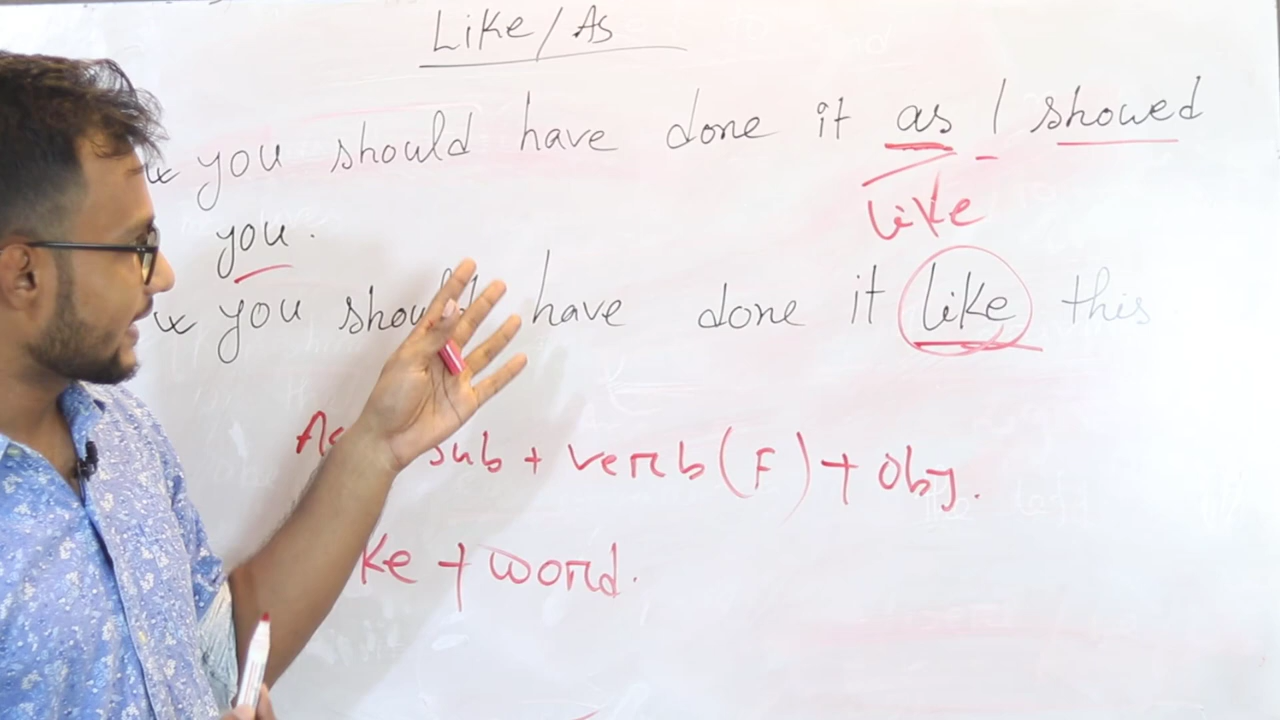 Like/As
you should have done it as I showed
like
you.
you should have done it like this
As sub + verb (F) + Obj.
ke + word.